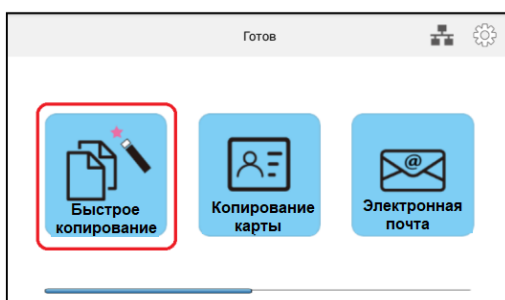 Готов
Быстрое
копирование
Копирование
карты
@
Электронная
почта